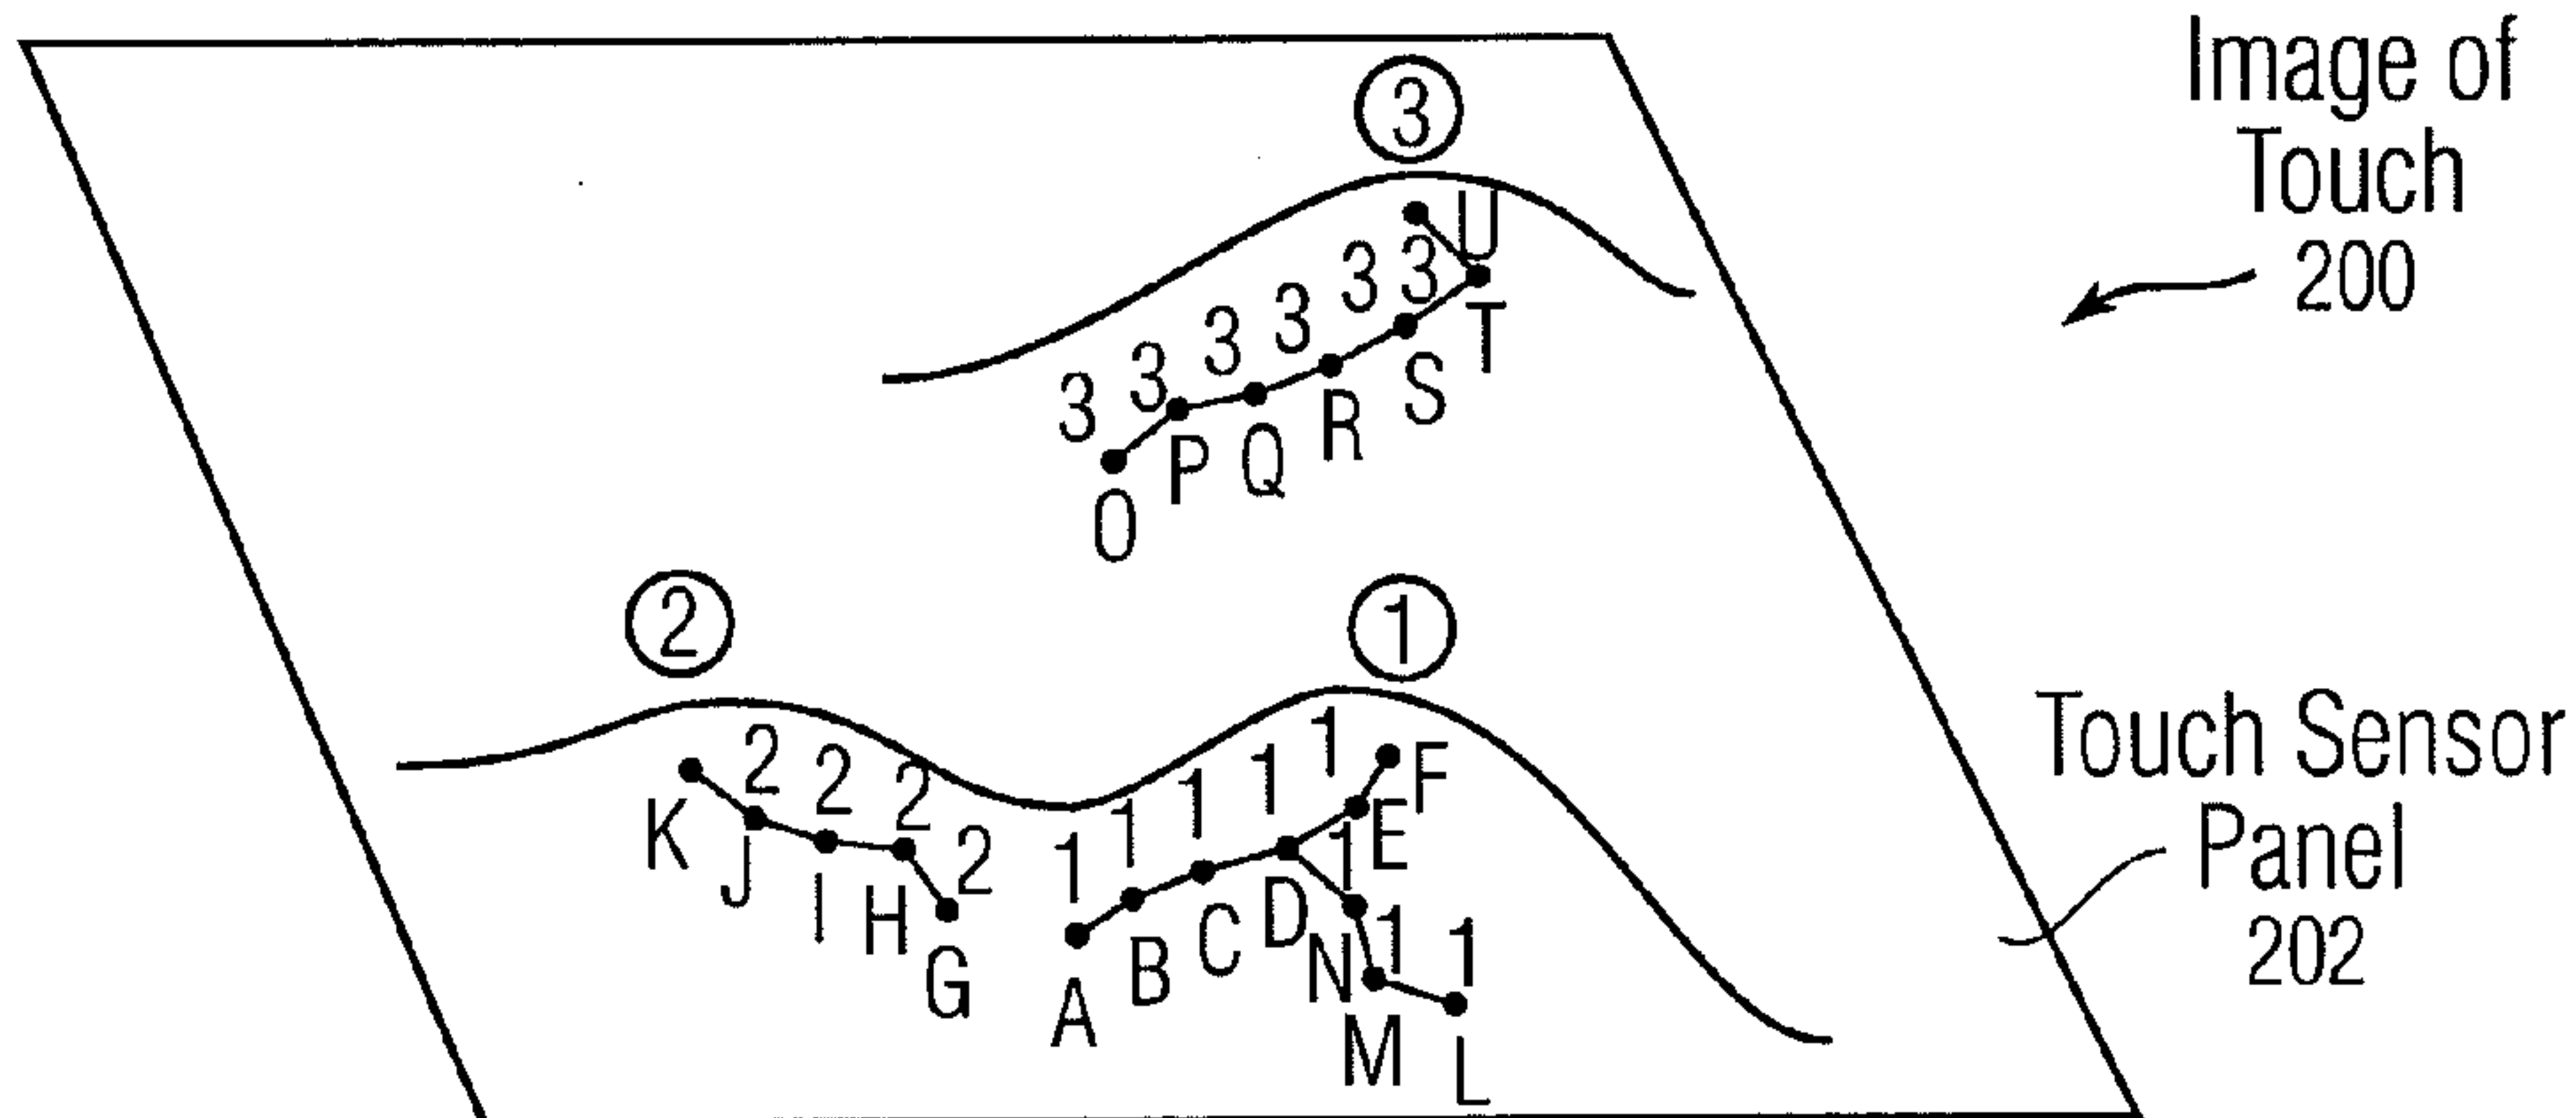 Image of
Touch
200
3
U
3 3 3 3 3 3
O P Q R S T
2
1
2 2 2 2
K J I H G
1 1 1 1 1
A B C D E F
1 1 1
N M L
Touch Sensor
Panel
202